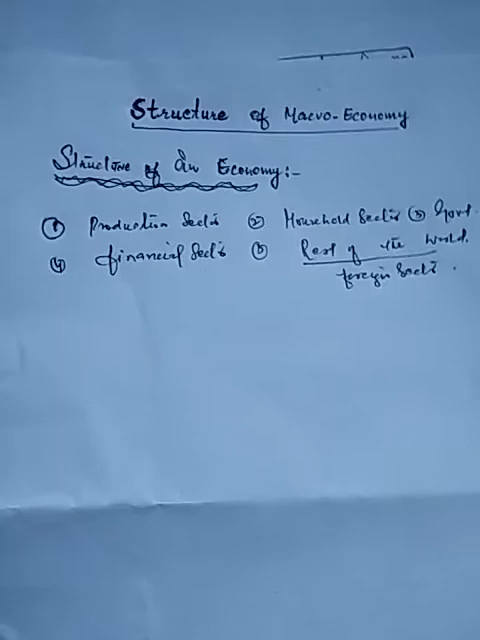 Structure of Macro-Economy
Structure of an Economy:-
① Production Sector ② Household Sector ③ Govt.
④ financial Sector ⑤ Rest of the World.
foreign Sector.